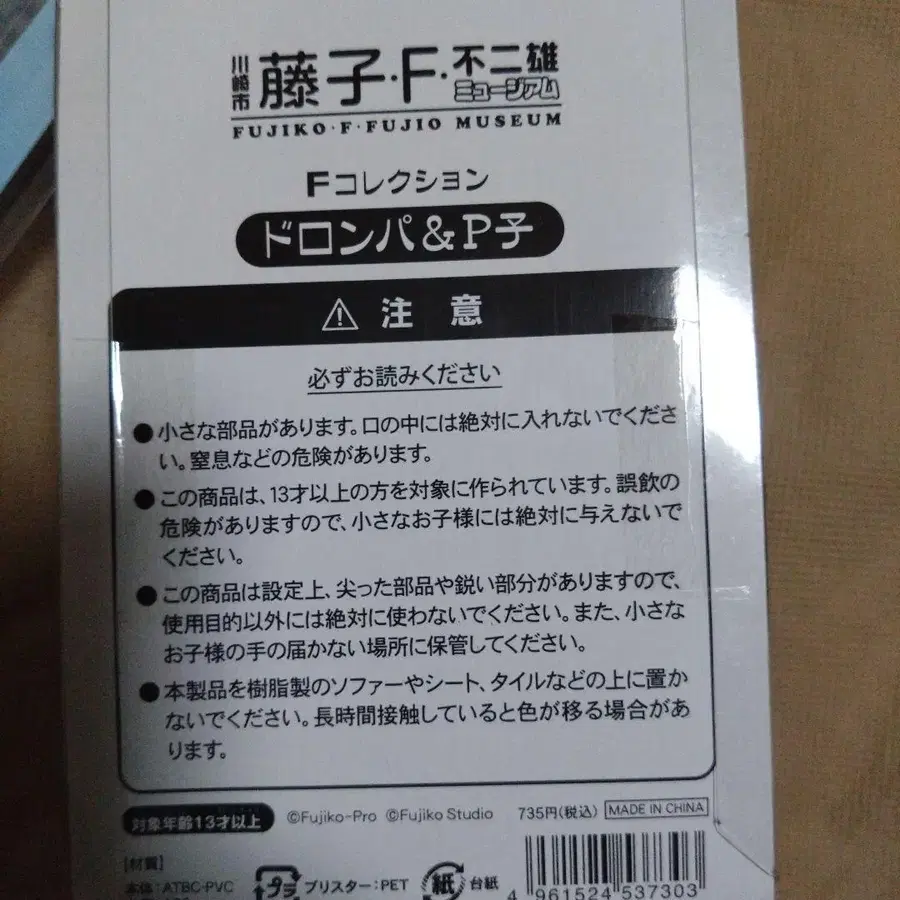 川崎市
藤子・F・不二雄
ミュージアム
FUJIKO・F・FUJIO MUSEUM
Fコレクション
ドロンパ&P子
⚠ 注 意
必ずお読みください
●小さな部品があります。口の中には絶対に入れないでくださ
い。窒息などの危険があります。
●この商品は、13才以上の方を対象に作られています。誤飲の
危険がありますので、小さなお子様には絶対に与えないで
ください。
●この商品は設定上、尖った部品や鋭い部分がありますので、
使用目的以外には絶対に使わないでください。また、小さな
お子様の手の届かない場所に保管してください。
●本製品を樹脂製のソファーやシート、タイルなどの上に置か
ないでください。長時間接触していると色が移る場合があ
ります。
対象年齢13才以上 ©Fujiko-Pro ©Fujiko Studio 735円(税込) MADE IN CHINA
【材質】
本体:ATBC-PVC プラ ブリスター:PET 紙 台紙
4 961524 537303